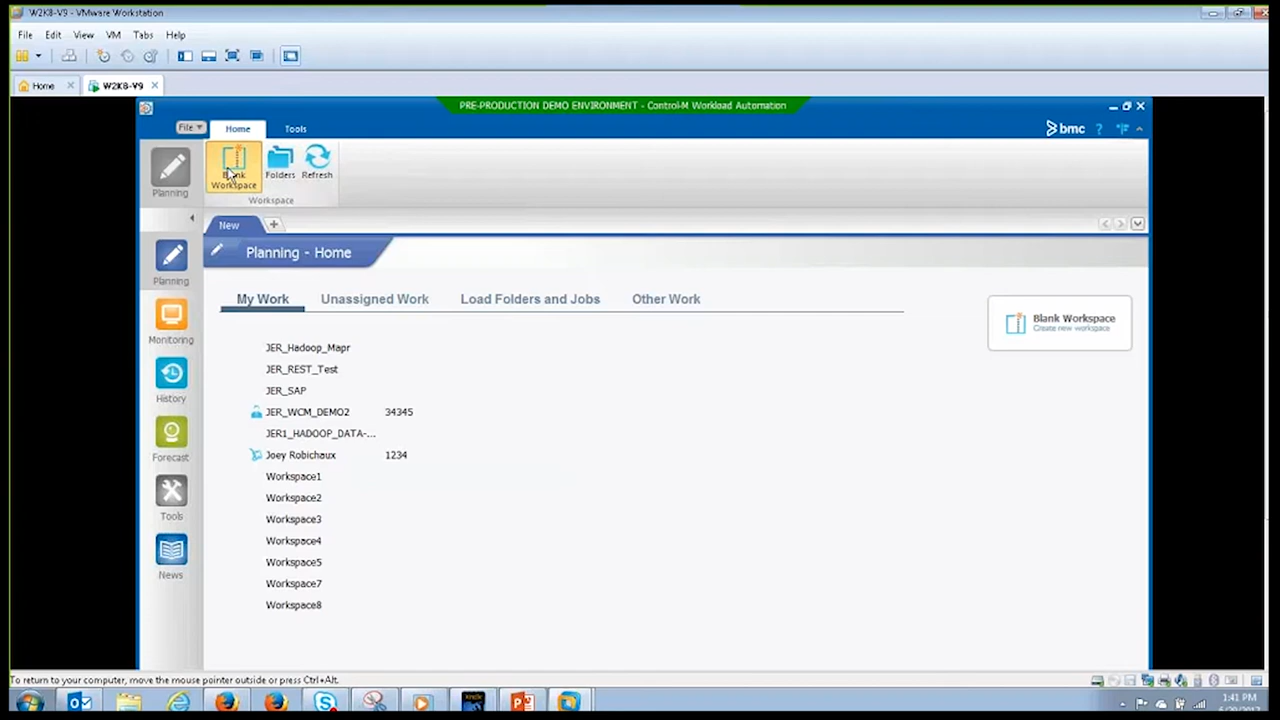 W2K8-V9 - VMware Workstation
File Edit View VM Tabs Help
Home W2K8-V9
PRE-PRODUCTION DEMO ENVIRONMENT - Control-M Workload Automation
File Home Tools bmc
Planning
Blank Workspace Folders Refresh
Workspace
New
Planning - Home
Planning
Monitoring
History
Forecast
Tools
News
My Work Unassigned Work Load Folders and Jobs Other Work
Blank Workspace
Create new workspace
JER_Hadoop_Mapr
JER_REST_Test
JER_SAP
JER_WCM_DEMO2 34345
JER1_HADOOP_DATA-...
Joey Robichaux 1234
Workspace1
Workspace2
Workspace3
Workspace4
Workspace5
Workspace7
Workspace8
To return to your computer, move the mouse pointer outside or press Ctrl+Alt.
1:41 PM